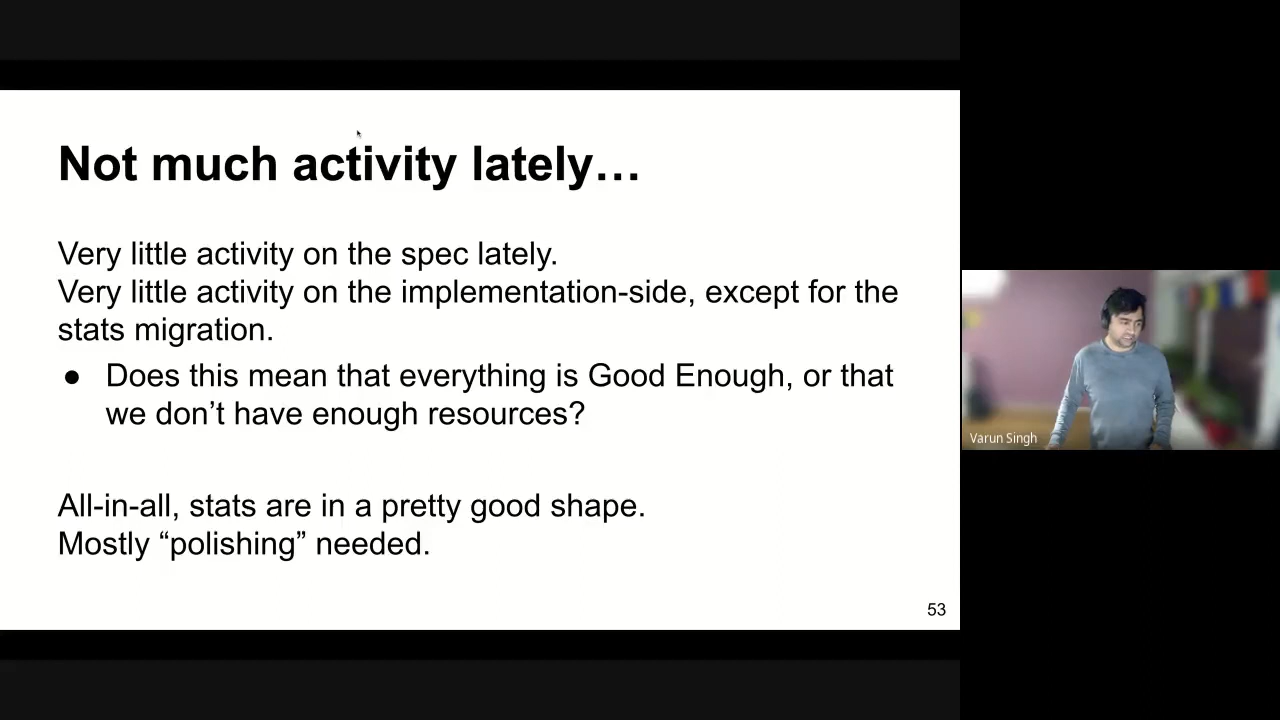 Not much activity lately…
Very little activity on the spec lately.
Very little activity on the implementation-side, except for the
stats migration.
● Does this mean that everything is Good Enough, or that
we don’t have enough resources?
All-in-all, stats are in a pretty good shape.
Mostly “polishing” needed.
53
Varun Singh